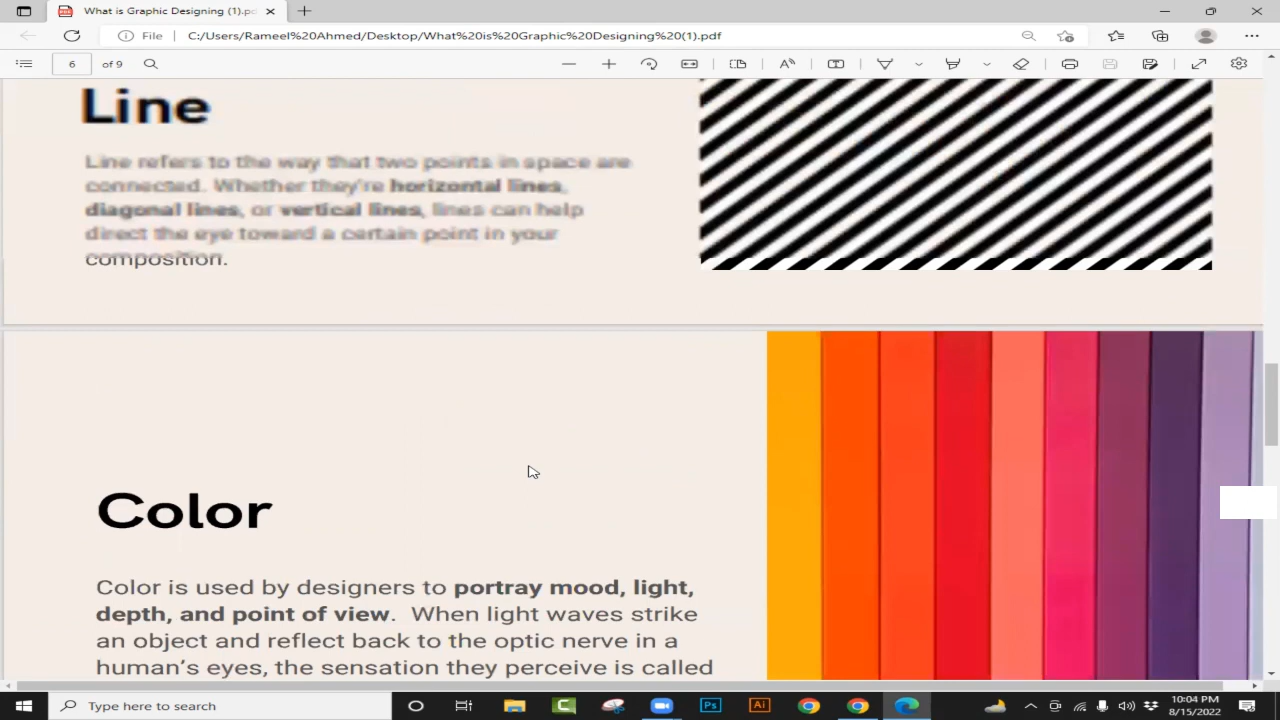 What is Graphic Designing (1).pd
File
C:/Users/Rameel%20Ahmed/Desktop/What%20is%20Graphic%20Designing%20(1).pdf
6 of 9
Line
Line refers to the way that two points in space are
connected. Whether they're horizontal lines,
diagonal lines, or vertical lines, lines can help
direct the eye toward a certain point in your
composition.
Color
Color is used by designers to portray mood, light,
depth, and point of view. When light waves strike
an object and reflect back to the optic nerve in a
human's eyes, the sensation they perceive is called
Type here to search
Ps
Ai
10:04 PM
8/15/2022